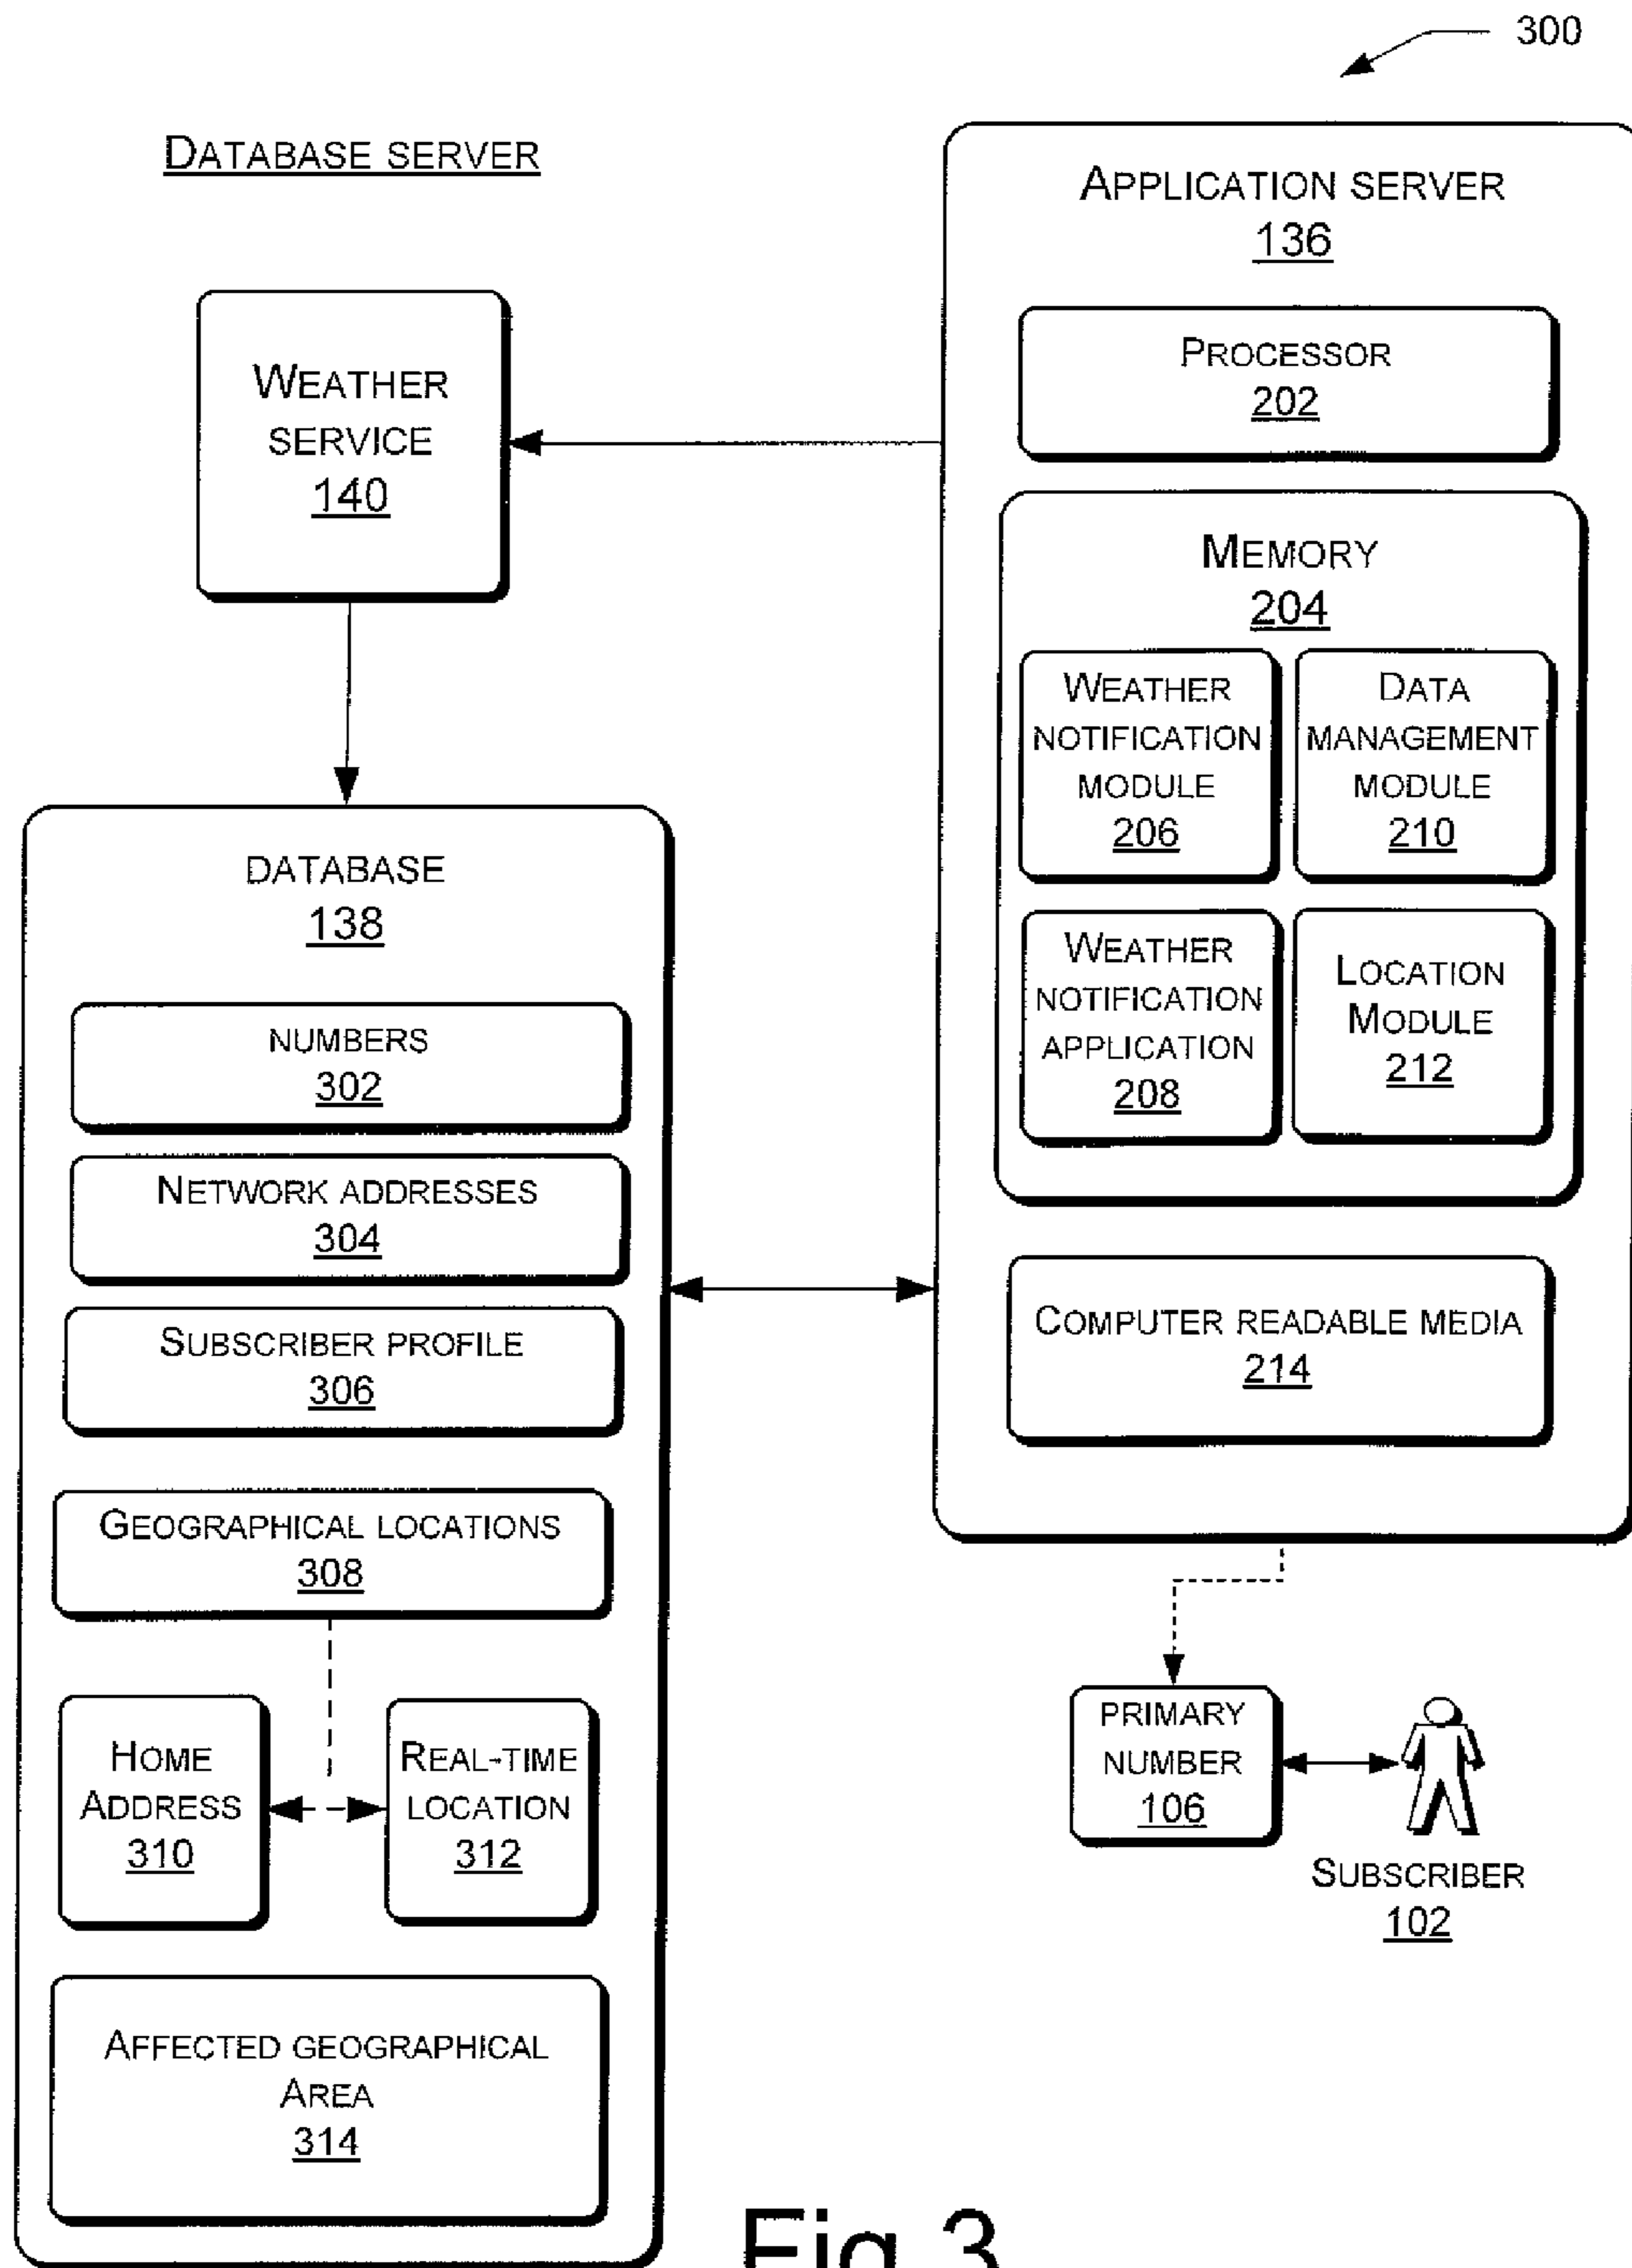 300
DATABASE SERVER
APPLICATION SERVER
136
PROCESSOR
202
WEATHER
SERVICE
140
MEMORY
204
WEATHER
NOTIFICATION
MODULE
206
DATA
MANAGEMENT
MODULE
210
WEATHER
NOTIFICATION
APPLICATION
208
LOCATION
MODULE
212
COMPUTER READABLE MEDIA
214
DATABASE
138
NUMBERS
302
NETWORK ADDRESSES
304
SUBSCRIBER PROFILE
306
GEOGRAPHICAL LOCATIONS
308
HOME
ADDRESS
310
REAL-TIME
LOCATION
312
AFFECTED GEOGRAPHICAL
AREA
314
PRIMARY
NUMBER
106
SUBSCRIBER
102
Fig. 3